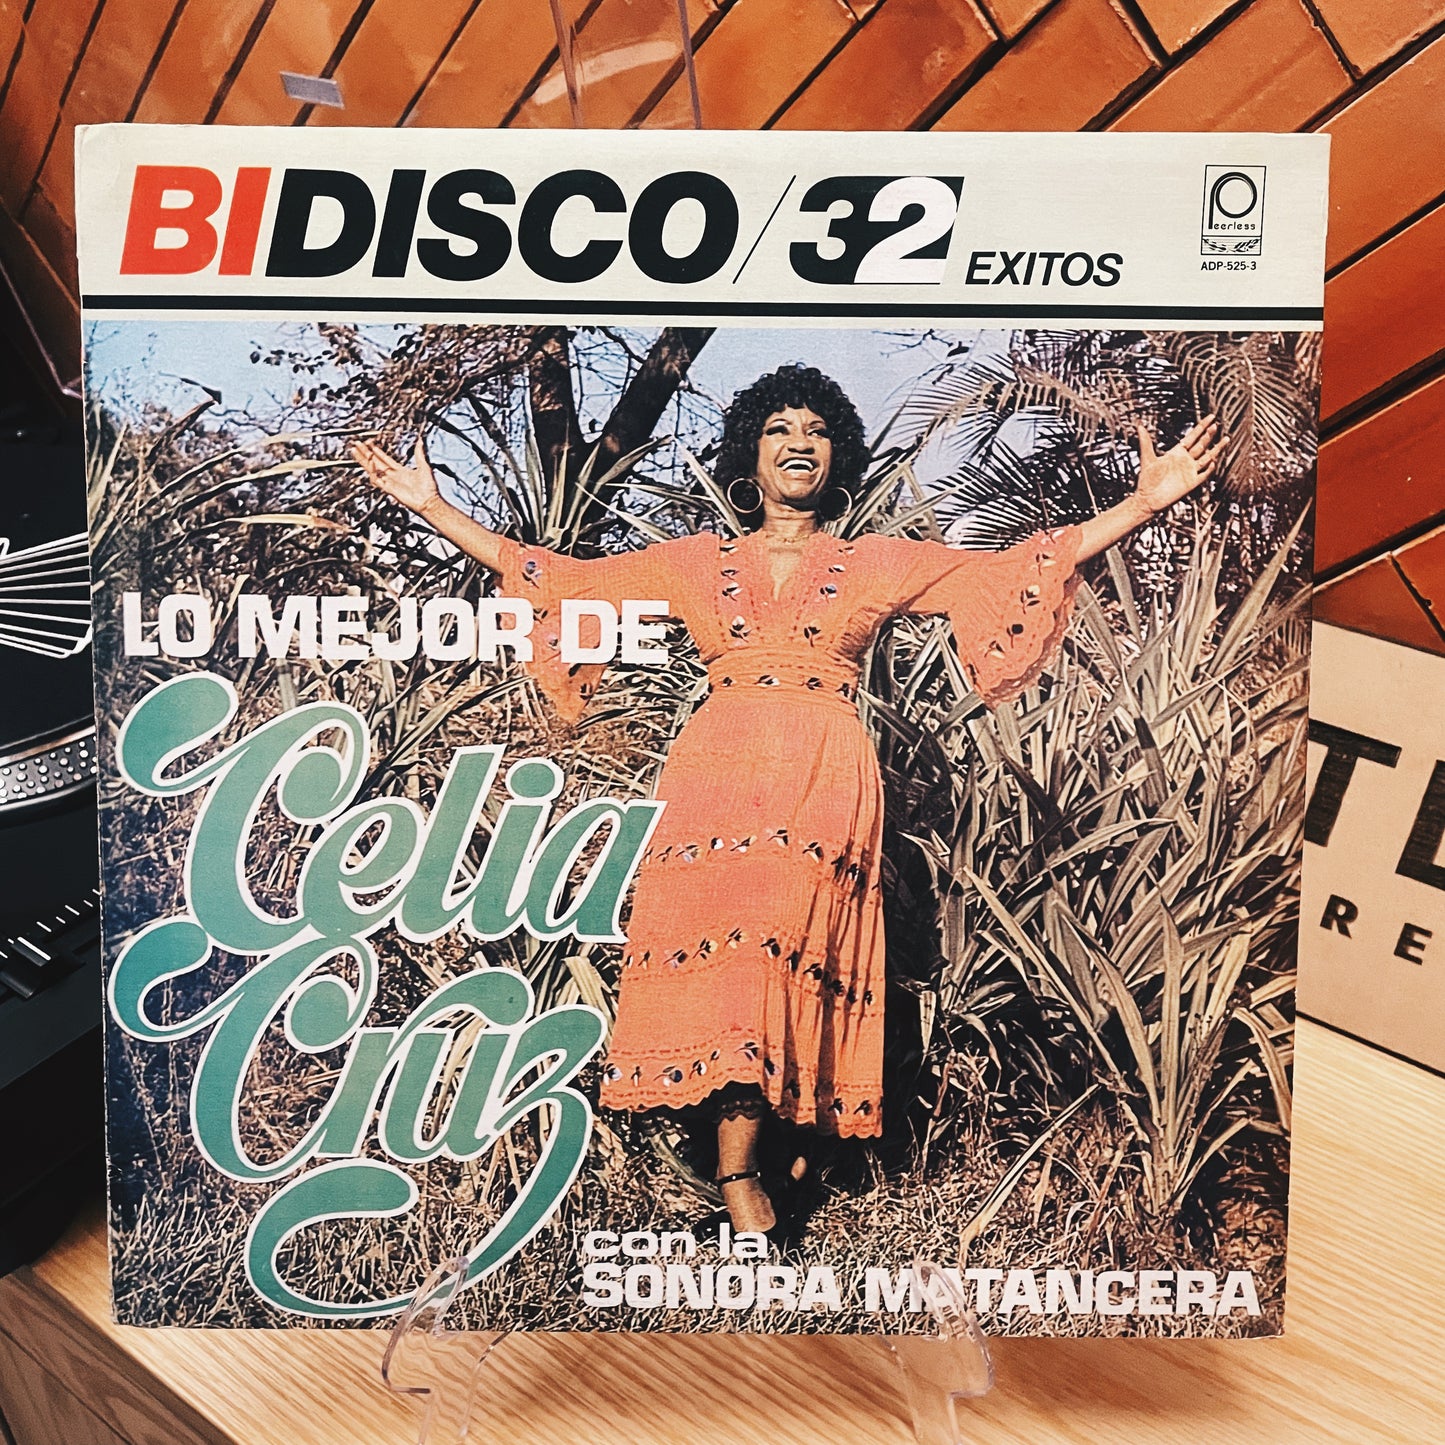 BIDISCO/32 EXITOS
Peerless
ADP-525-3
LO MEJOR DE
Celia
Cruz
con la
SONORA MATANCERA